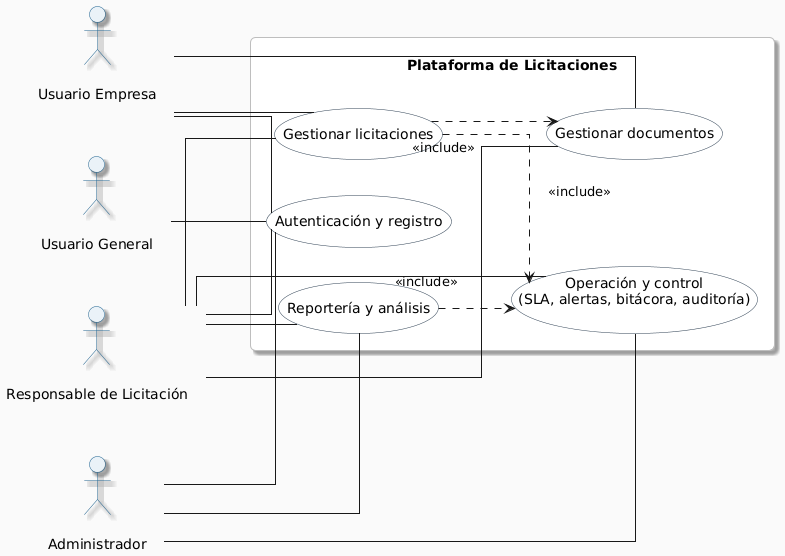 Plataforma de Licitaciones
Usuario Empresa
Gestionar licitaciones
Gestionar documentos
«include»
«include»
Autenticación y registro
Usuario General
«include»
Operación y control
(SLA, alertas, bitácora, auditoría)
Reportería y análisis
Responsable de Licitación
Administrador